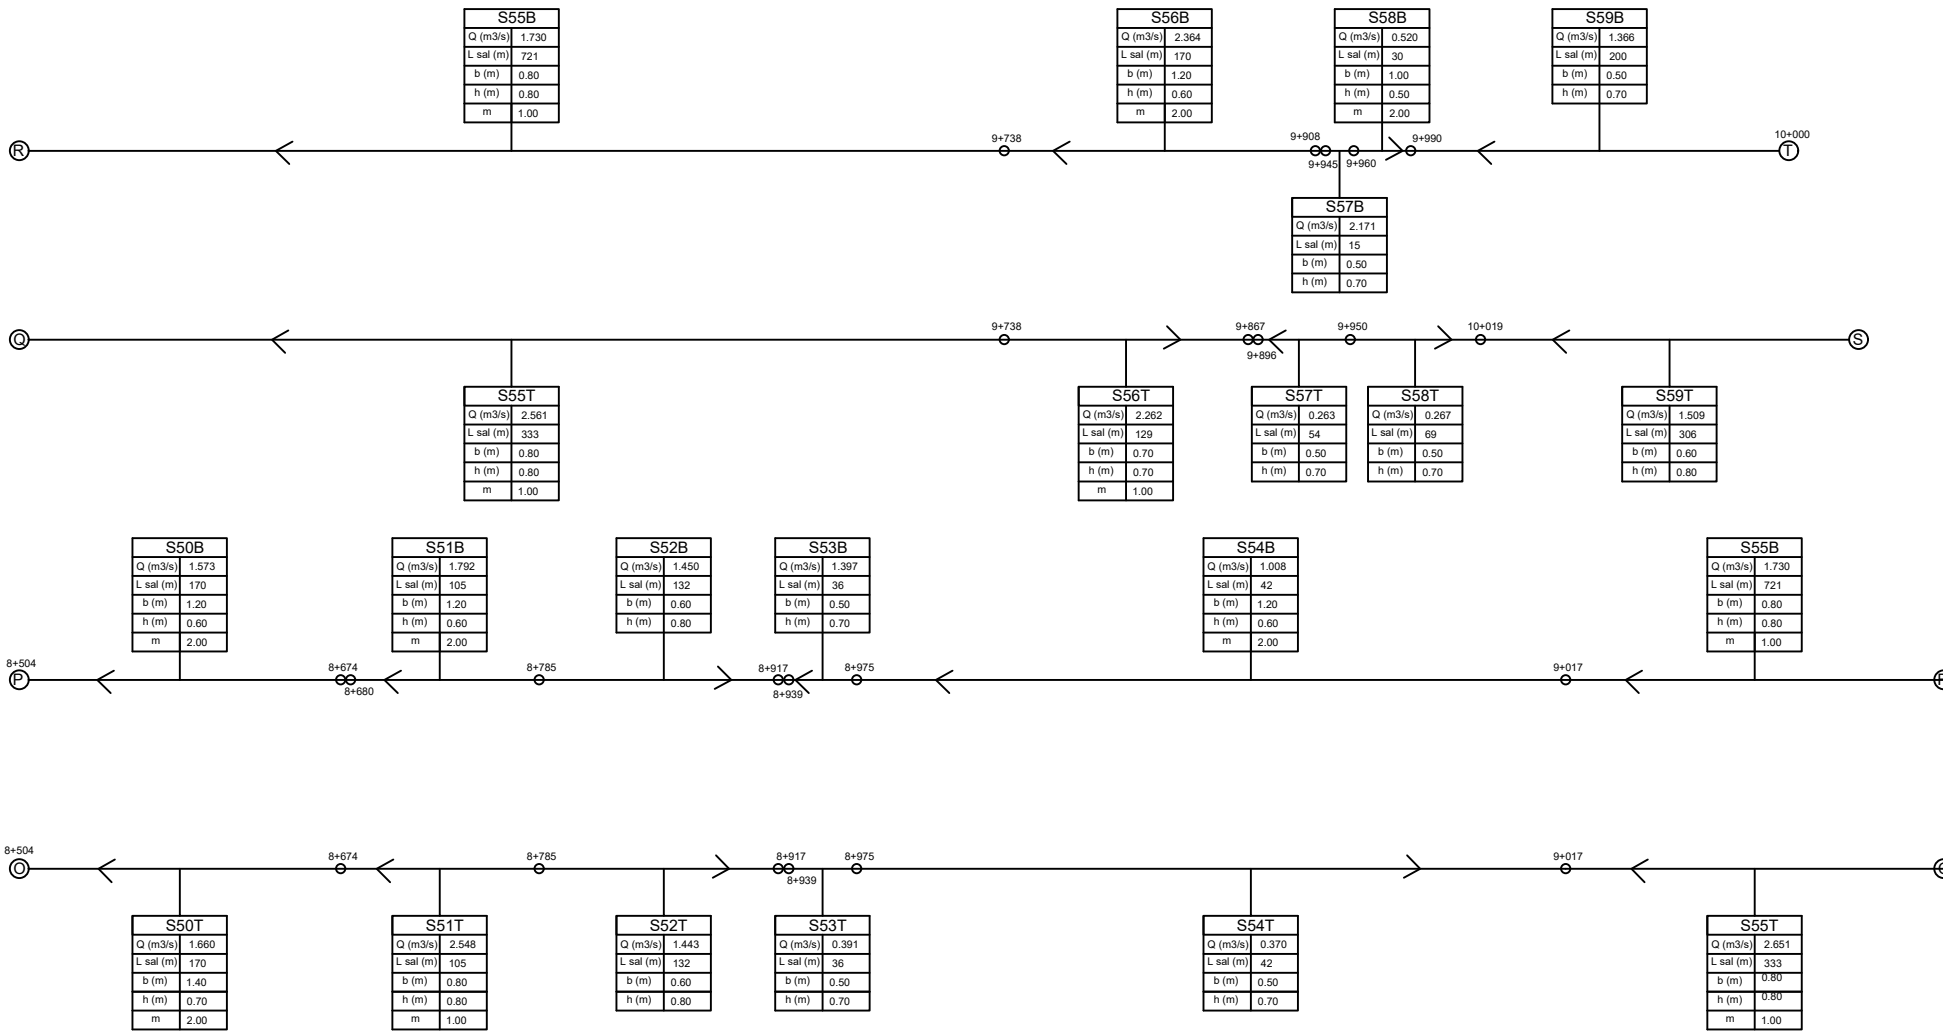 S55B
Q (m3/s) 1.730
L sal (m) 721
b (m) 0.80
h (m) 0.80
m 1.00
S56B
Q (m3/s) 2.364
L sal (m) 170
b (m) 1.20
h (m) 0.60
m 2.00
S58B
Q (m3/s) 0.520
L sal (m) 30
b (m) 1.00
h (m) 0.50
m 2.00
S59B
Q (m3/s) 1.366
L sal (m) 200
b (m) 0.50
h (m) 0.70
R 9+738 9+908 9+945 9+960 9+990 10+000 T
S57B
Q (m3/s) 2.171
L sal (m) 15
b (m) 0.50
h (m) 0.70
Q 9+738 9+867 9+896 9+950 10+019 S
S55T
Q (m3/s) 2.561
L sal (m) 333
b (m) 0.80
h (m) 0.80
m 1.00
S56T
Q (m3/s) 2.262
L sal (m) 129
b (m) 0.70
h (m) 0.70
m 1.00
S57T
Q (m3/s) 0.263
L sal (m) 54
b (m) 0.50
h (m) 0.70
S58T
Q (m3/s) 0.267
L sal (m) 69
b (m) 0.50
h (m) 0.70
S59T
Q (m3/s) 1.509
L sal (m) 306
b (m) 0.60
h (m) 0.80
S50B
Q (m3/s) 1.573
L sal (m) 170
b (m) 1.20
h (m) 0.60
m 2.00
S51B
Q (m3/s) 1.792
L sal (m) 105
b (m) 1.20
h (m) 0.60
m 2.00
S52B
Q (m3/s) 1.450
L sal (m) 132
b (m) 0.60
h (m) 0.80
S53B
Q (m3/s) 1.397
L sal (m) 36
b (m) 0.50
h (m) 0.70
S54B
Q (m3/s) 1.008
L sal (m) 42
b (m) 1.20
h (m) 0.60
m 2.00
S55B
Q (m3/s) 1.730
L sal (m) 721
b (m) 0.80
h (m) 0.80
m 1.00
8+504 P 8+674 8+680 8+785 8+917 8+939 8+975 9+017
8+504 O 8+674 8+785 8+917 8+939 8+975 9+017
S50T
Q (m3/s) 1.660
L sal (m) 170
b (m) 1.40
h (m) 0.70
m 2.00
S51T
Q (m3/s) 2.548
L sal (m) 105
b (m) 0.80
h (m) 0.80
m 1.00
S52T
Q (m3/s) 1.443
L sal (m) 132
b (m) 0.60
h (m) 0.80
S53T
Q (m3/s) 0.391
L sal (m) 36
b (m) 0.50
h (m) 0.70
S54T
Q (m3/s) 0.370
L sal (m) 42
b (m) 0.50
h (m) 0.70
S55T
Q (m3/s) 2.651
L sal (m) 333
b (m) 0.80
h (m) 0.80
m 1.00